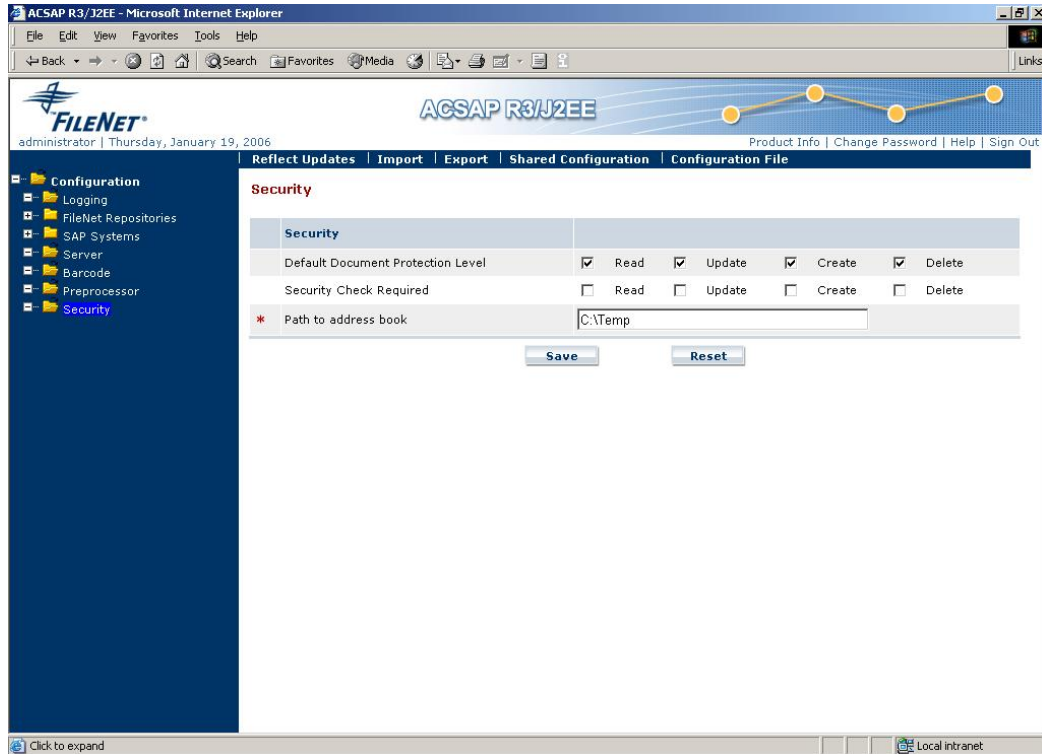 ACSAP R3/J2EE - Microsoft Internet Explorer
File Edit View Favorites Tools Help
Back Search Favorites Media Links
FILENET
ACSAP R3/J2EE
administrator | Thursday, January 19, 2006
Product Info | Change Password | Help | Sign Out
| Reflect Updates | Import | Export | Shared Configuration | Configuration File
Configuration
Logging
FileNet Repositories
SAP Systems
Server
Barcode
Preprocessor
Security
Security
Security
Default Document Protection Level Read Update Create Delete
Security Check Required Read Update Create Delete
* Path to address book C:\Temp
Save Reset
Click to expand Local intranet